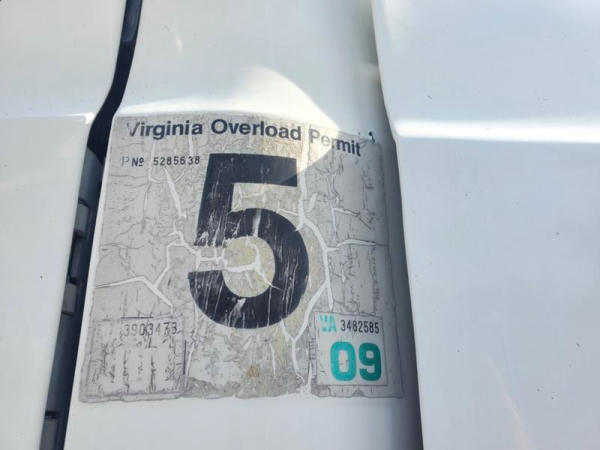 Virginia Overload Permit
PNo 5285638
5
3903473
VA 3482585
09